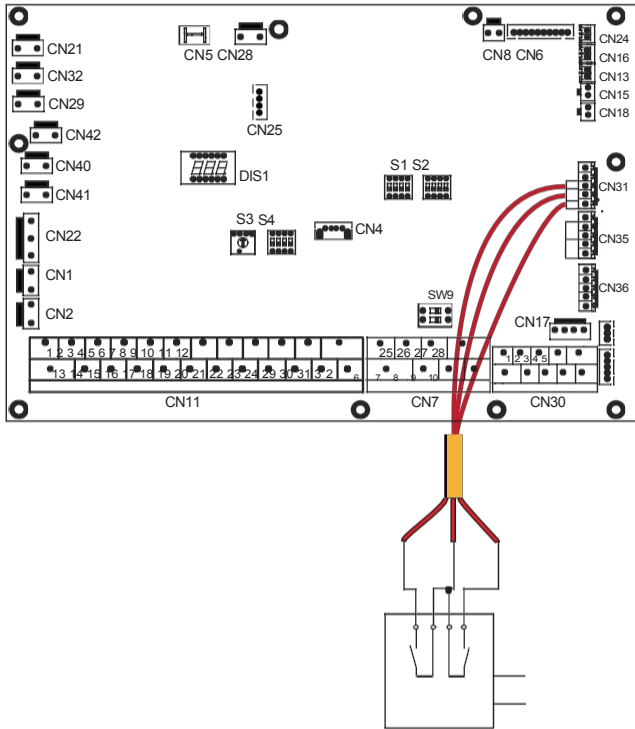 CN21
CN5 CN28
CN8 CN6
CN24
CN32
CN16
CN13
CN29
CN15
CN18
CN42
CN25
CN40
DIS1
S1 S2
CN31
CN41
CN22
S3 S4
CN4
CN35
CN1
CN36
CN2
SW9
CN17
1 2 3 4 5 6 7 8 9 10 11 12
25 26 27 28
1 2 3 4 5
13 14 15 16 17 18 19 20 21 22 23 24 29 30 31 3 2 6
7 8 9 10
CN11
CN7
CN30